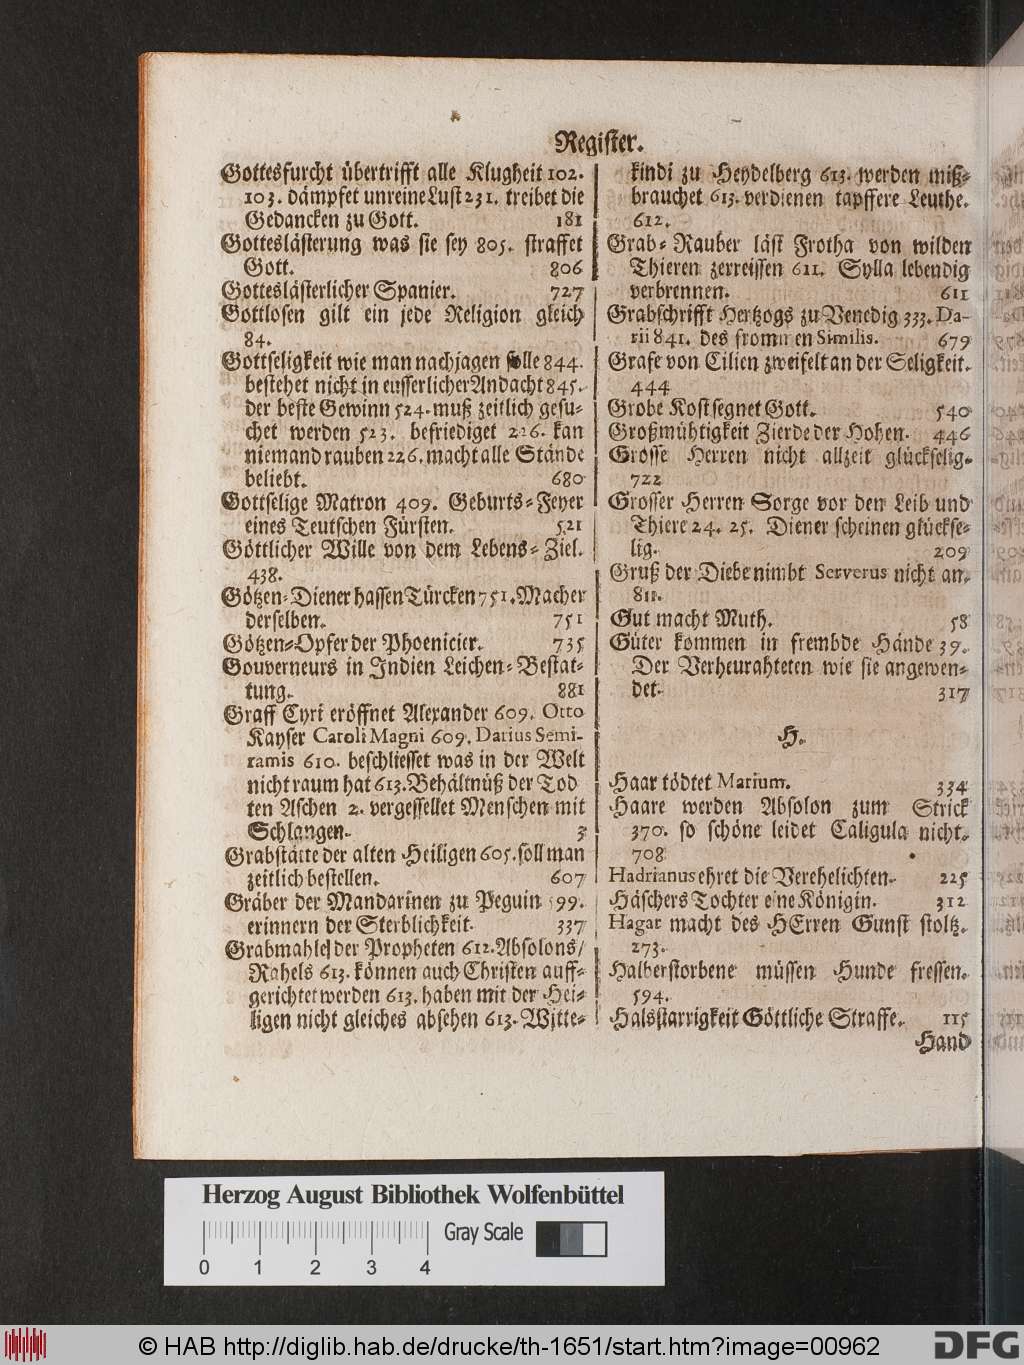 Register.
Gottesfurcht übertrifft alle Klugheit 102.
103. dämpfet unreine Lust 231. treibet die
Gedancken zu Gott. 181
Gotteslästerung was sie sey 805. straffet
Gott. 806
Gotteslästerlicher Spanier. 727
Gottlosen gilt ein jede Religion gleich
84.
Gottseligkeit wie man nachjagen solle 844.
bestehet nicht in eusserlicher Andacht 845.
der beste Gewinn 524. muß zeitlich gesu-
chet werden 523. befriediget 226. kan
niemand rauben 226. macht alle Stände
beliebt. 680
Gottselige Matron 409. Geburts-Feyer
eines Teutschen Fürsten. 521
Göttlicher Wille von dem Lebens-Ziel.
438.
Götzen-Diener hassen Türcken 751. Macher
derselben. 751
Götzen-Opfer der Phoenicier. 735
Gouverneurs in Indien Leichen-Bestat-
tung. 881
Graff Cyri eröffnet Alexander 609. Otto
Kayser Caroli Magni 609. Darius Semi-
ramis 610. beschliesset was in der Welt
nicht raum hat 613. Behältnüß der Tod
ten Aschen 2. vergesellet Menschen mit
Schlangen. 3
Grabstätte der alten Heiligen 605. soll man
zeitlich bestellen. 607
Gräber der Mandarinen zu Peguin 599.
erinnern der Sterblichkeit. 337
Grabmahle der Propheten 612. Absolons/
Rahels 613. können auch Christen auff-
gerichtet werden 613. haben mit der Hei-
ligen nicht gleiches absehen 613. Witte-
kindi zu Heydelberg 613. werden miß-
brauchet 613. verdienen tapffere Leuthe.
612.
Grab-Rauber läst Frotha von wilden
Thieren zerreissen 611. Sylla lebendig
verbrennen. 611
Grabschrifft Hertzogs zu Venedig 333. Da-
rii 841. des frommen Similis. 679
Grafe von Cilien zweifelt an der Seligkeit.
444
Grobe Kost segnet Gott. 540
Großmühtigkeit Zierde der Hohen. 446
Grosse Herren nicht allzeit glückselig.
722
Grosser Herren Sorge vor den Leib und
Thiere 24. 25. Diener scheinen glückse-
lig. 209
Gruß der Diebe nimbt Serverus nicht an.
811.
Gut macht Muth. 58
Güter kommen in frembde Hände 39.
Der Verheurahteten wie sie angewen-
det. 317
H.
Haar tödtet Marium. 334
Haare werden Absolon zum Strick
370. so schöne leidet Caligula nicht.
708
Hadrianus ehret die Verehelichten. 225
Häschers Tochter eine Königin. 312
Hagar macht des HErren Gunst stoltz.
273.
Halberstorbene müssen Hunde fressen.
594.
Halsstarrigkeit Göttliche Straffe. 115
Hand
Herzog August Bibliothek Wolfenbüttel
Gray Scale
0 1 2 3 4
© HAB http://diglib.hab.de/drucke/th-1651/start.htm?image=00962
DFG